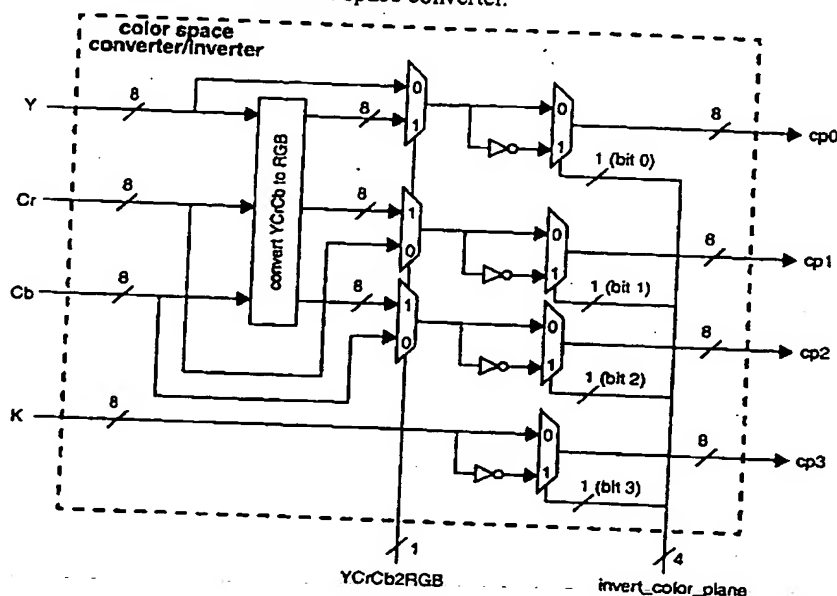 space converter.
color space
converter/inverter
Y
8
8
0
1
0
1
8
cp0
1 (bit 0)
convert YCrCb to RGB
Cr
8
8
1
0
0
1
8
cp1
1 (bit 1)
Cb
8
8
1
0
0
1
8
cp2
1 (bit 2)
K
8
0
1
8
cp3
1 (bit 3)
1
YCrCb2RGB
4
invert_color_plane